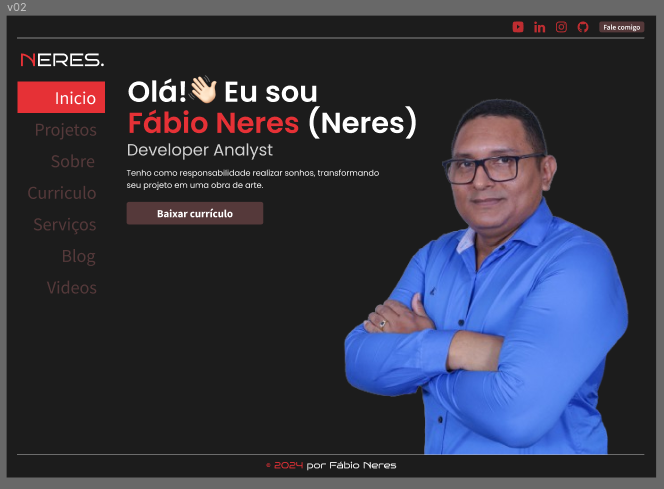 v02
Fale comigo
NERES.
Inicio
Projetos
Sobre
Curriculo
Serviços
Blog
Videos
Olá!👋🏻 Eu sou
Fábio Neres (Neres)
Developer Analyst
Tenho como responsabilidade realizar sonhos, transformando
seu projeto em uma obra de arte.
Baixar currículo
© 2024 por Fábio Neres